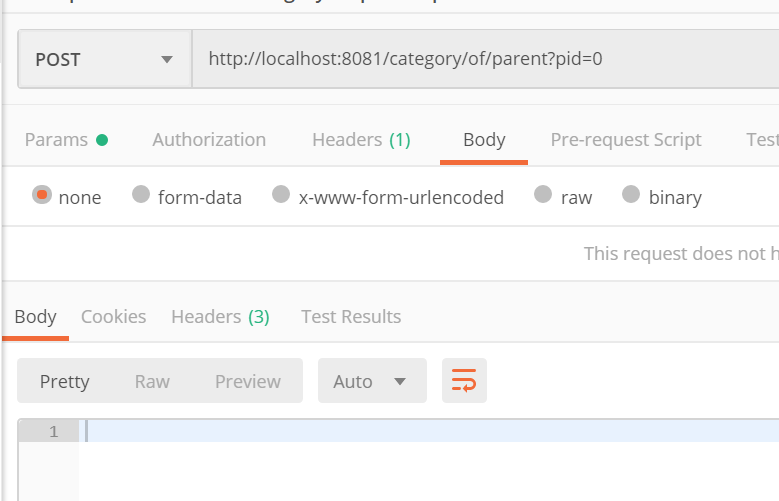 POST http://localhost:8081/category/of/parent?pid=0
Params Authorization Headers (1) Body Pre-request Script Test
none form-data x-www-form-urlencoded raw binary
This request does not h
Body Cookies Headers (3) Test Results
Pretty Raw Preview Auto
1